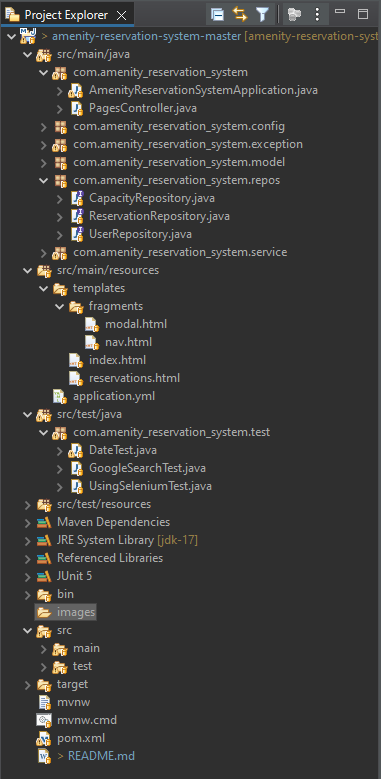 Project Explorer
> amenity-reservation-system-master [amenity-reservation-syst
src/main/java
com.amenity_reservation_system
AmenityReservationSystemApplication.java
PagesController.java
com.amenity_reservation_system.config
com.amenity_reservation_system.exception
com.amenity_reservation_system.model
com.amenity_reservation_system.repos
CapacityRepository.java
ReservationRepository.java
UserRepository.java
com.amenity_reservation_system.service
src/main/resources
templates
fragments
modal.html
nav.html
index.html
reservations.html
application.yml
src/test/java
com.amenity_reservation_system.test
DateTest.java
GoogleSearchTest.java
UsingSeleniumTest.java
src/test/resources
Maven Dependencies
JRE System Library [jdk-17]
Referenced Libraries
JUnit 5
bin
images
src
main
test
target
mvnw
mvnw.cmd
pom.xml
> README.md